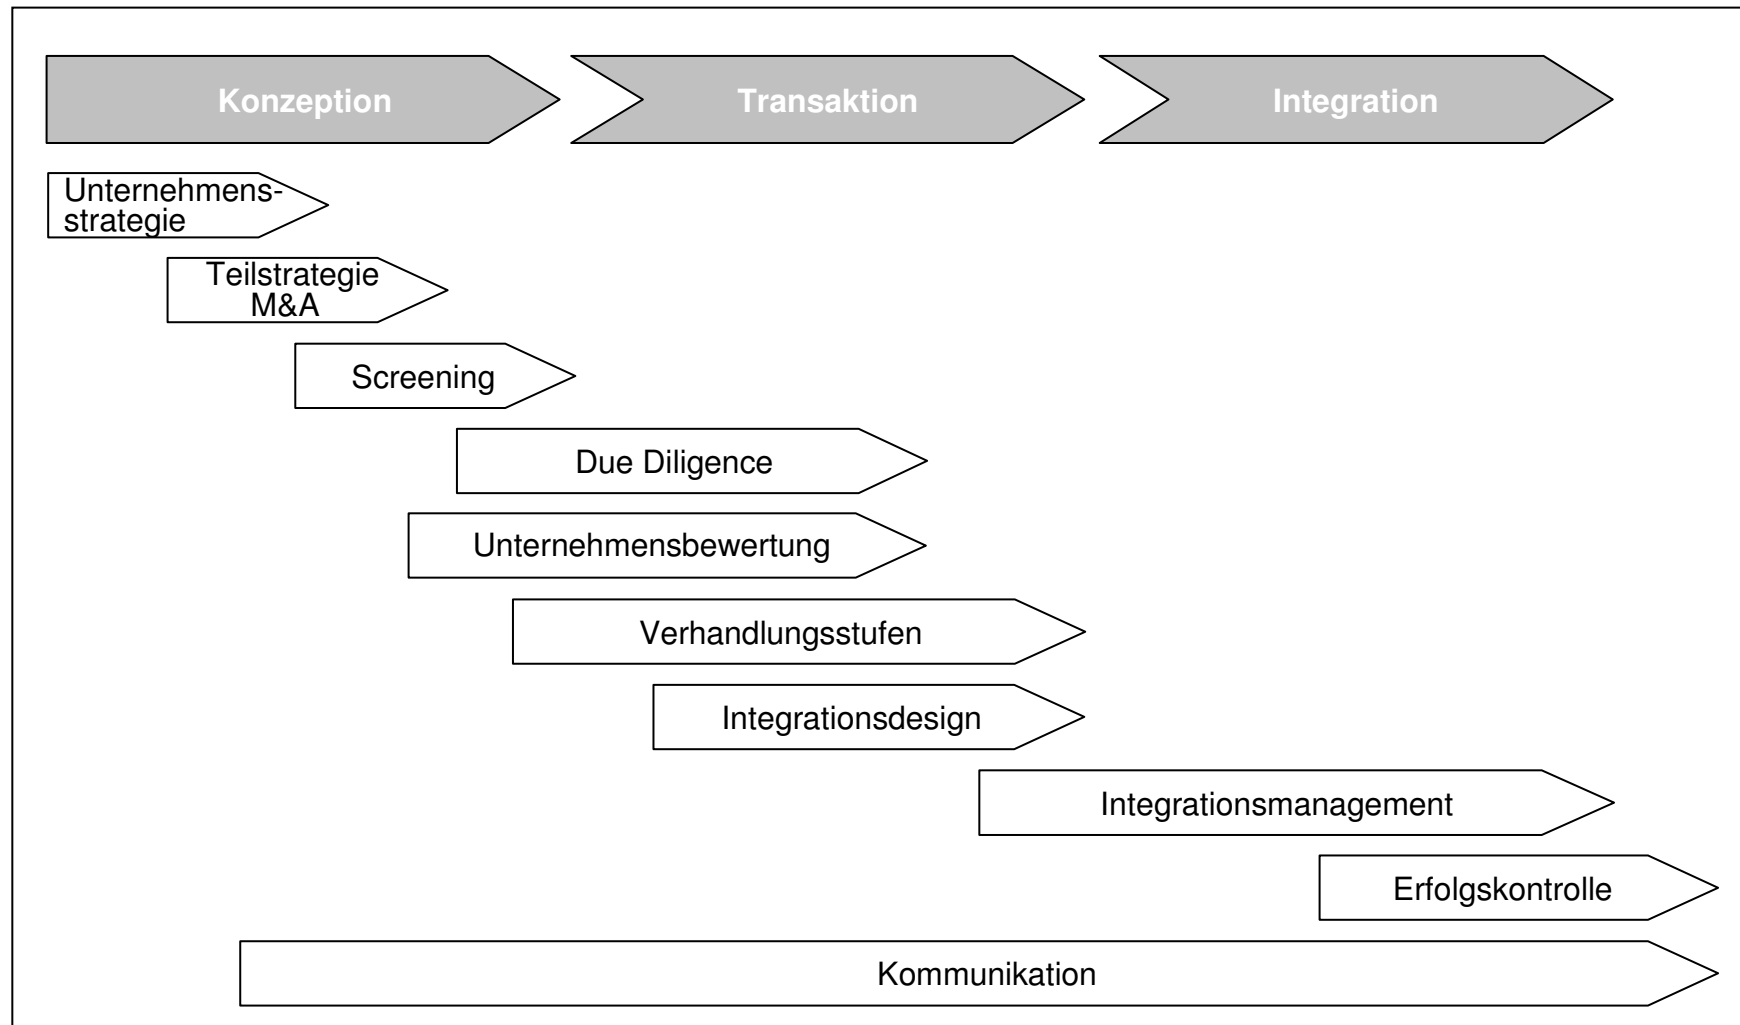 Konzeption
Transaktion
Integration
Unternehmens-
strategie
Teilstrategie
M&A
Screening
Due Diligence
Unternehmensbewertung
Verhandlungsstufen
Integrationsdesign
Integrationsmanagement
Erfolgskontrolle
Kommunikation